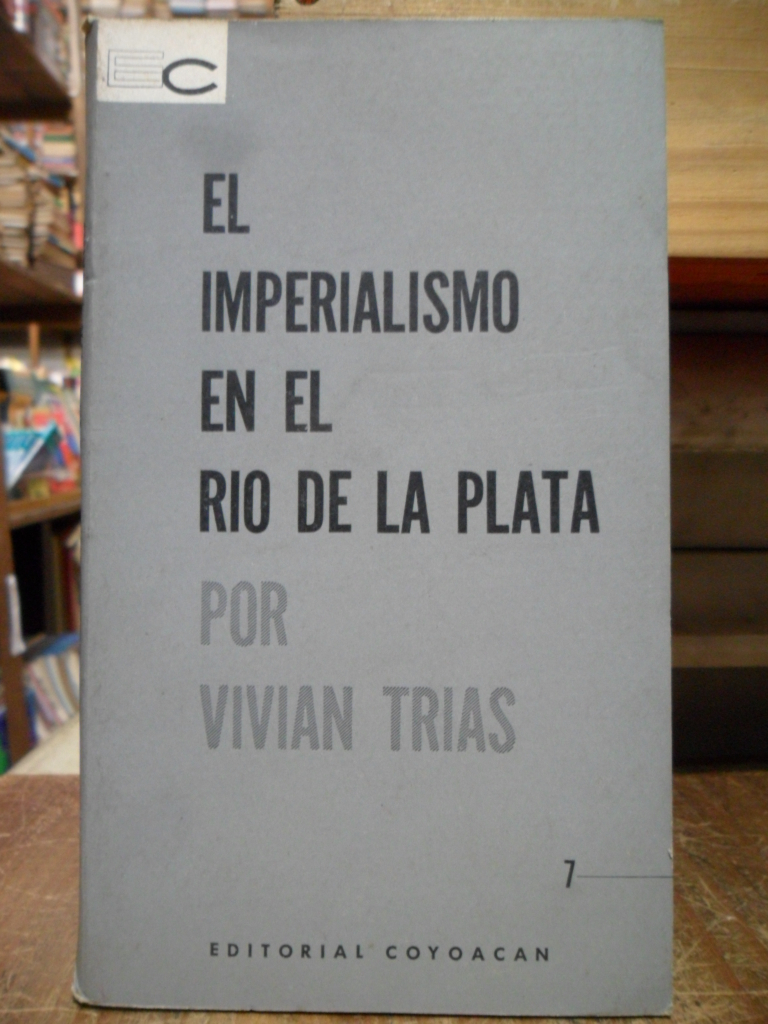 EC
EL
IMPERIALISMO
EN EL
RIO DE LA PLATA
POR
VIVIAN TRIAS
7
EDITORIAL COYOACAN